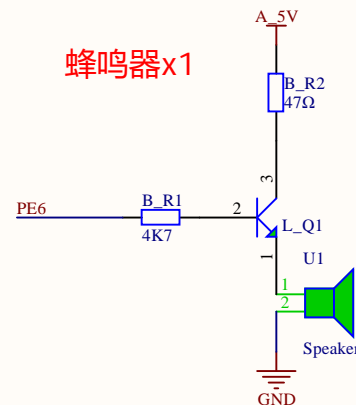 A_5V
蜂鸣器x1
B_R2
47Ω
3
B_R1
PE6
2
4K7
L_Q1
1
U1
1
2
Speaker
GND